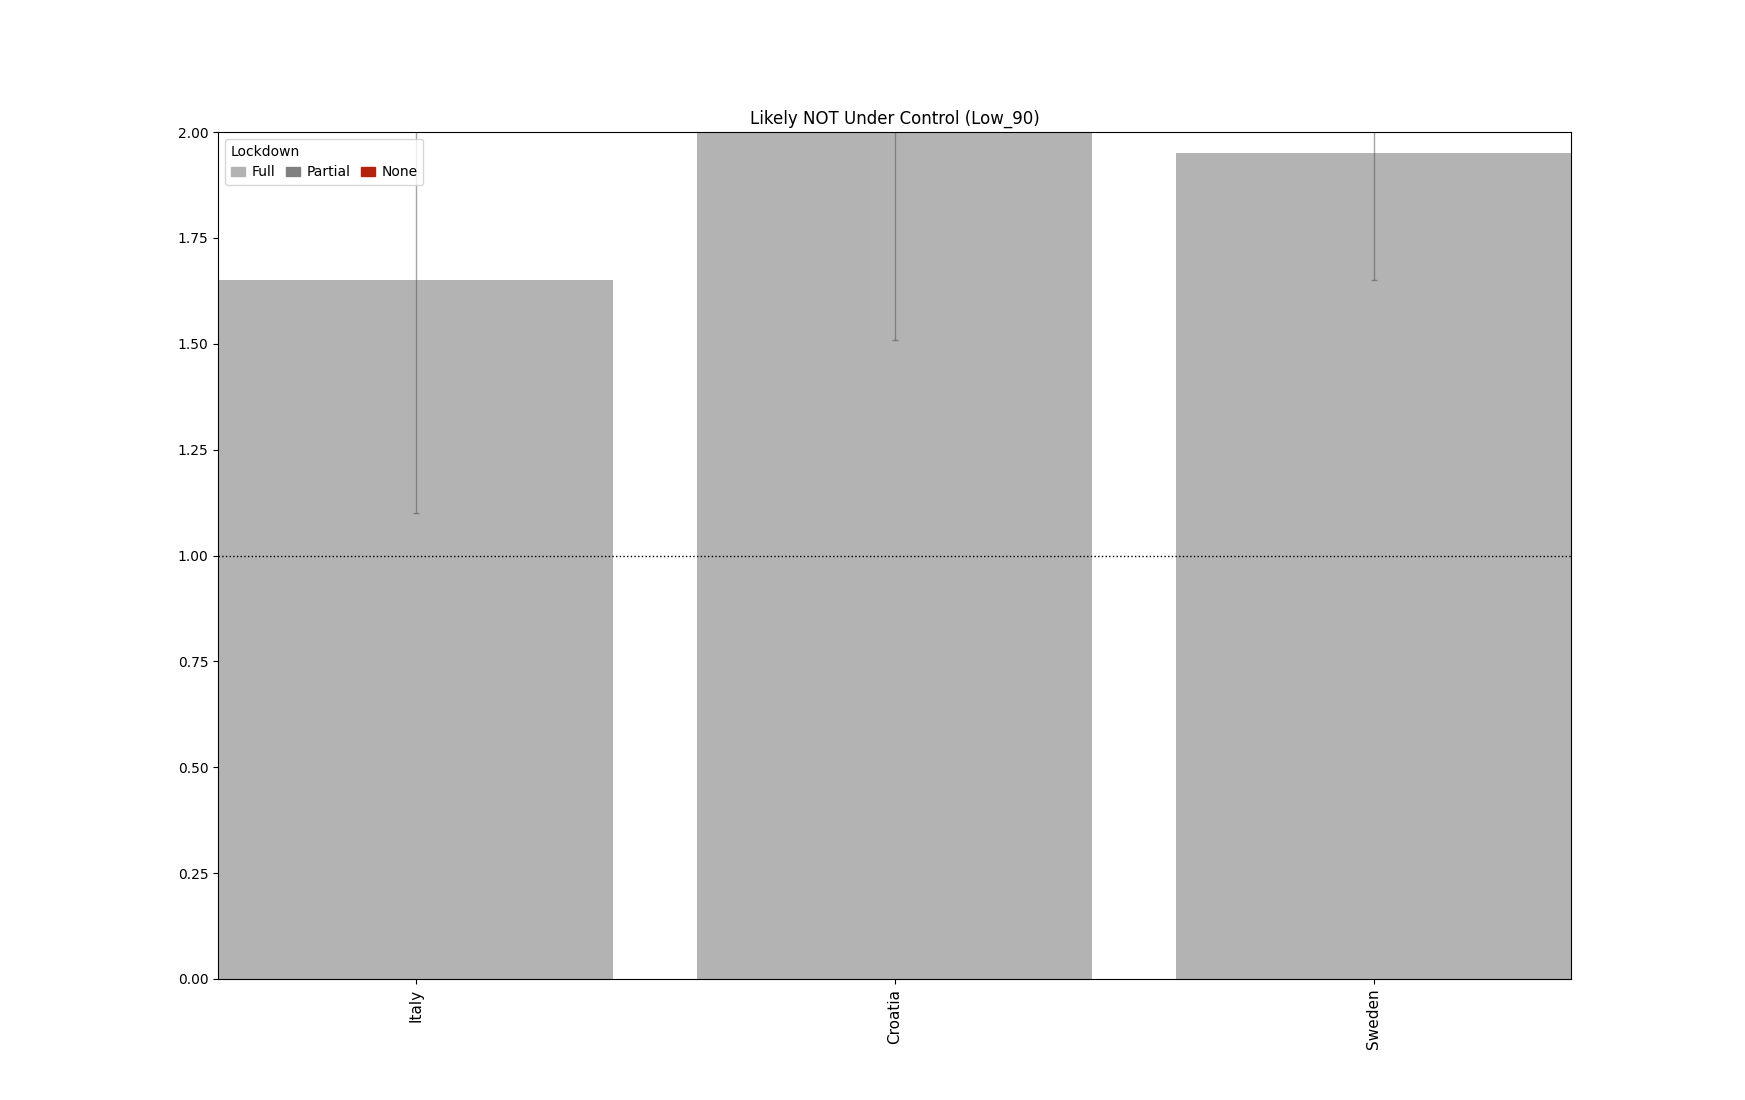 Likely NOT Under Control (Low_90)
2.00
Lockdown
Full Partial None
1.75
1.50
1.25
1.00
0.75
0.50
0.25
0.00
Italy
Croatia
Sweden